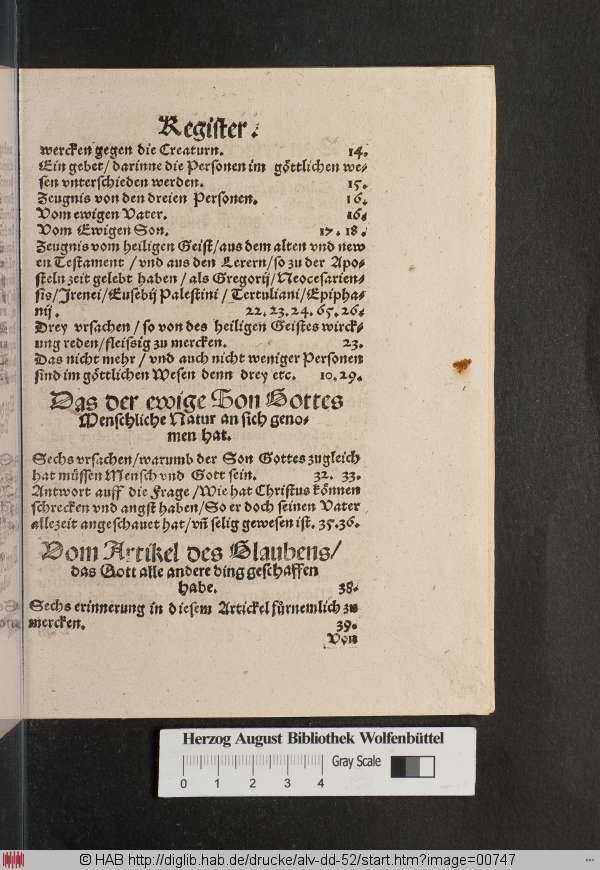 Register.
wercken gegen die Creaturn. 14.
Ein gebet/ darinne die Personen im göttlichen we-
sen vnterschieden werden. 15.
Zeugnis von den dreien Personen. 16.
Vom ewigen Vater. 16.
Vom Ewigen Son. 17. 18.
Zeugnis vom heiligen Geist/ aus dem alten vnd new
en Testament / vnd aus den Lerern/ so zu der Apo-
steln zeit gelebt haben / als Gregorij/ Neocesarien-
sis/ Irenei/ Eusebij Palestini / Tertuliani/ Epipha-
nij. 22. 23. 24. 65. 26.
Drey vrsachen / so von des heiligen Geistes wirck-
ung reden/ fleissig zu mercken. 23.
Das nicht mehr / vnd auch nicht weniger Personen
sind im göttlichen Wesen denn drey etc. 10. 29.
Das der ewige Son Gottes
Menschliche Natur an sich geno-
men hat.
Sechs vrsachen/ warumb der Son Gottes zugleich
hat müssen Mensch vnd Gott sein. 32. 33.
Antwort auff die Frage / Wie hat Christus können
schrecken vnd angst haben/ So er doch seinen Vater
allezeit angeschauet hat/ vñ selig gewesen ist. 35. 36.
Vom Artikel des Glaubens/
das Gott alle andere ding geschaffen
habe. 38.
Sechs erinnerung in diesem Artickel fürnemlich zu
mercken. 39.
Von
Herzog August Bibliothek Wolfenbüttel
Gray Scale
0 1 2 3 4
© HAB http://diglib.hab.de/drucke/alv-dd-52/start.htm?image=00747